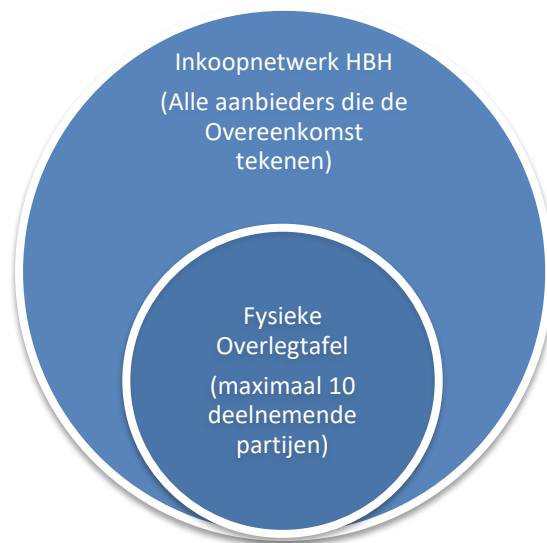 Inkoopnetwerk HBH
(Alle aanbieders die de
Overeenkomst
tekenen)
Fysieke
Overlegtafel
(maximaal 10
deelnemende
partijen)